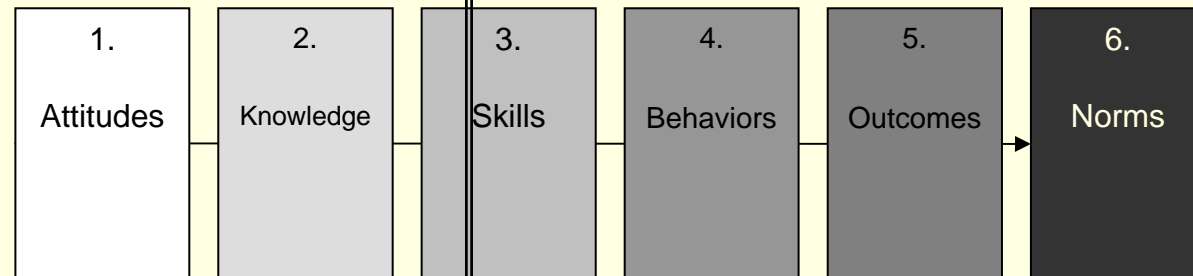 1.
Attitudes
2.
Knowledge
3.
Skills
4.
Behaviors
5.
Outcomes
6.
Norms